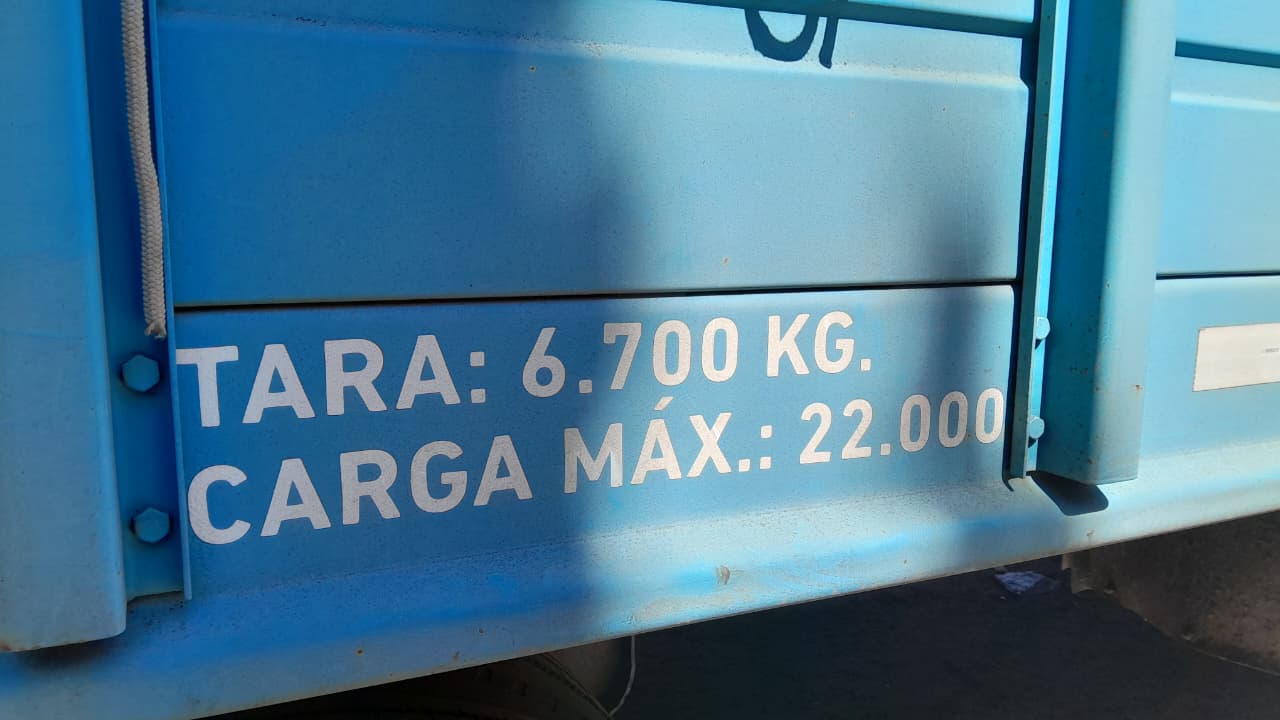 TARA: 6.700 KG.
CARGA MÁX.: 22.000